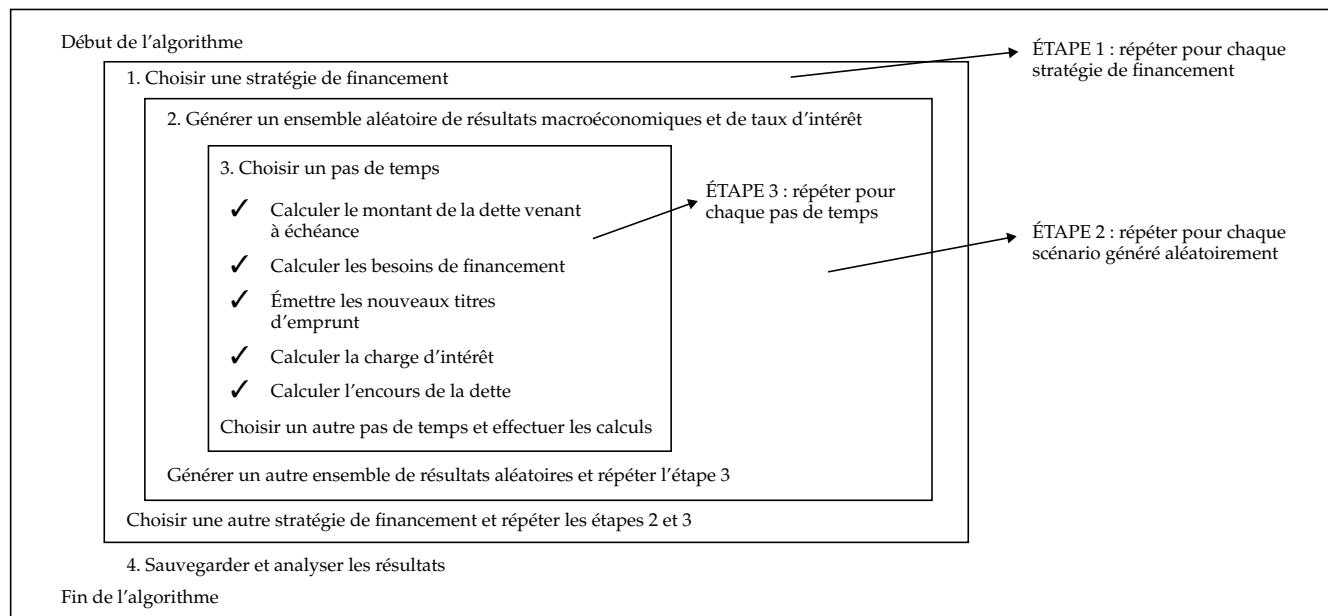 Début de l'algorithme
1. Choisir une stratégie de financement
ÉTAPE 1 : répéter pour chaque
stratégie de financement
2. Générer un ensemble aléatoire de résultats macroéconomiques et de taux d'intérêt
3. Choisir un pas de temps
✓ Calculer le montant de la dette venant
à échéance
✓ Calculer les besoins de financement
✓ Émettre les nouveaux titres
d'emprunt
✓ Calculer la charge d'intérêt
✓ Calculer l'encours de la dette
Choisir un autre pas de temps et effectuer les calculs
ÉTAPE 3 : répéter pour
chaque pas de temps
ÉTAPE 2 : répéter pour chaque
scénario généré aléatoirement
Générer un autre ensemble de résultats aléatoires et répéter l'étape 3
Choisir une autre stratégie de financement et répéter les étapes 2 et 3
4. Sauvegarder et analyser les résultats
Fin de l'algorithme